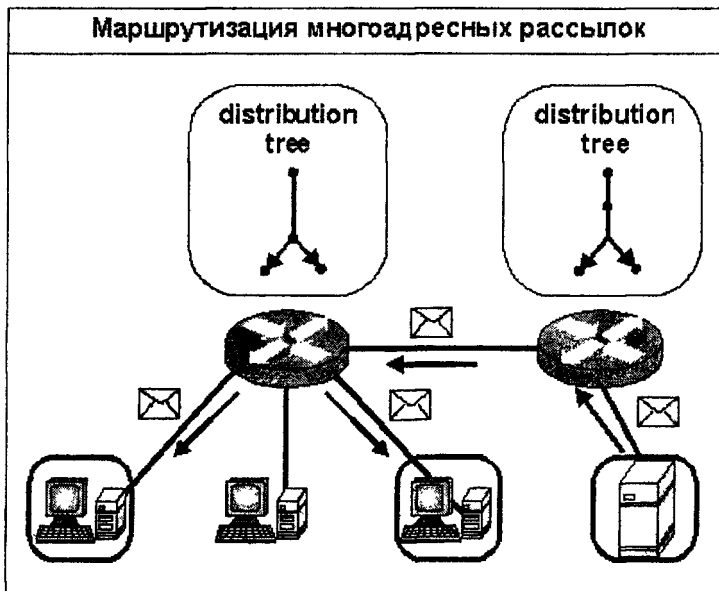 Маршрутизация многоадресных рассылок
distribution
tree
distribution
tree